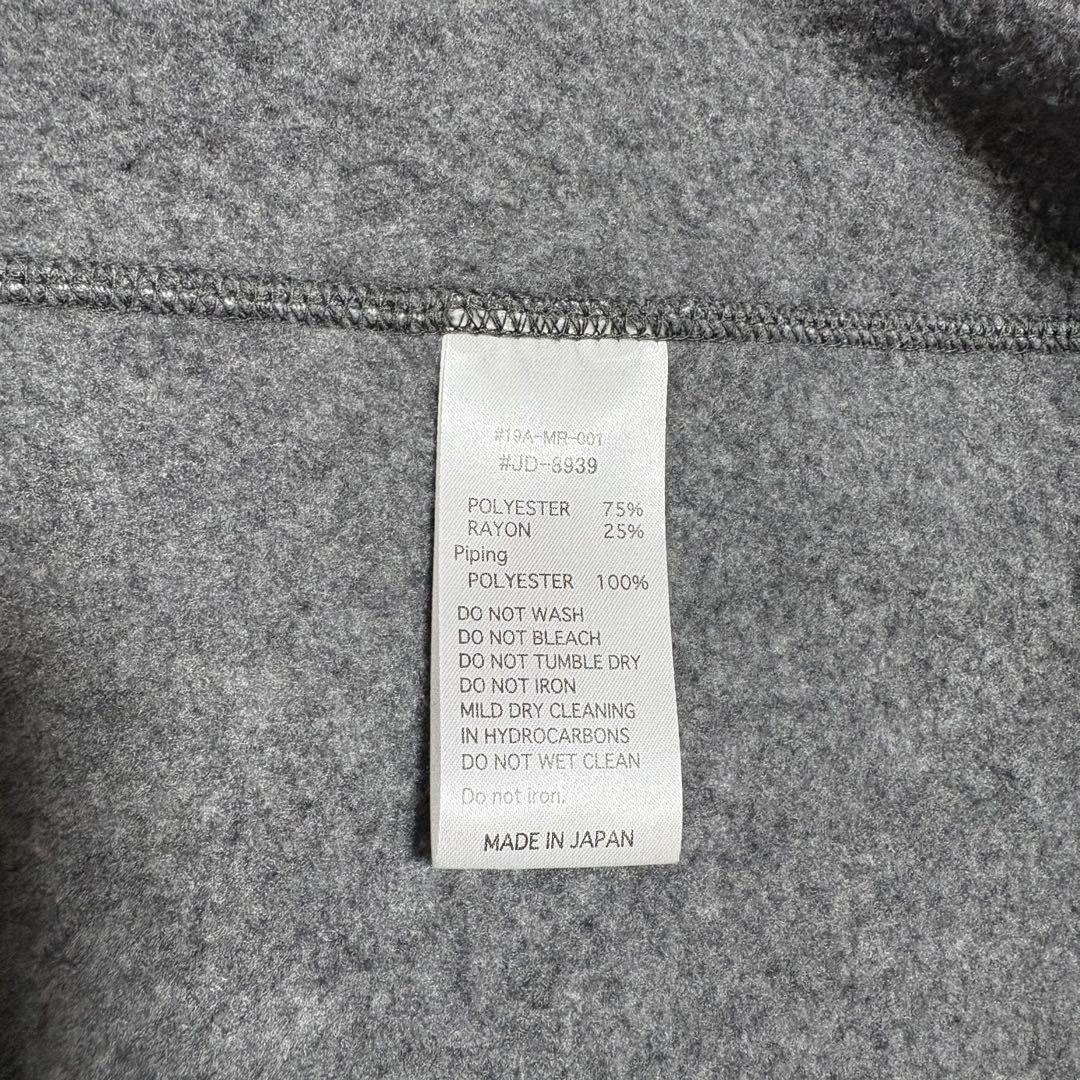 #19A-MR-001
#JD-8939
POLYESTER 75%
RAYON 25%
Piping
POLYESTER 100%
DO NOT WASH
DO NOT BLEACH
DO NOT TUMBLE DRY
DO NOT IRON
MILD DRY CLEANING
IN HYDROCARBONS
DO NOT WET CLEAN
Do not iron.
MADE IN JAPAN